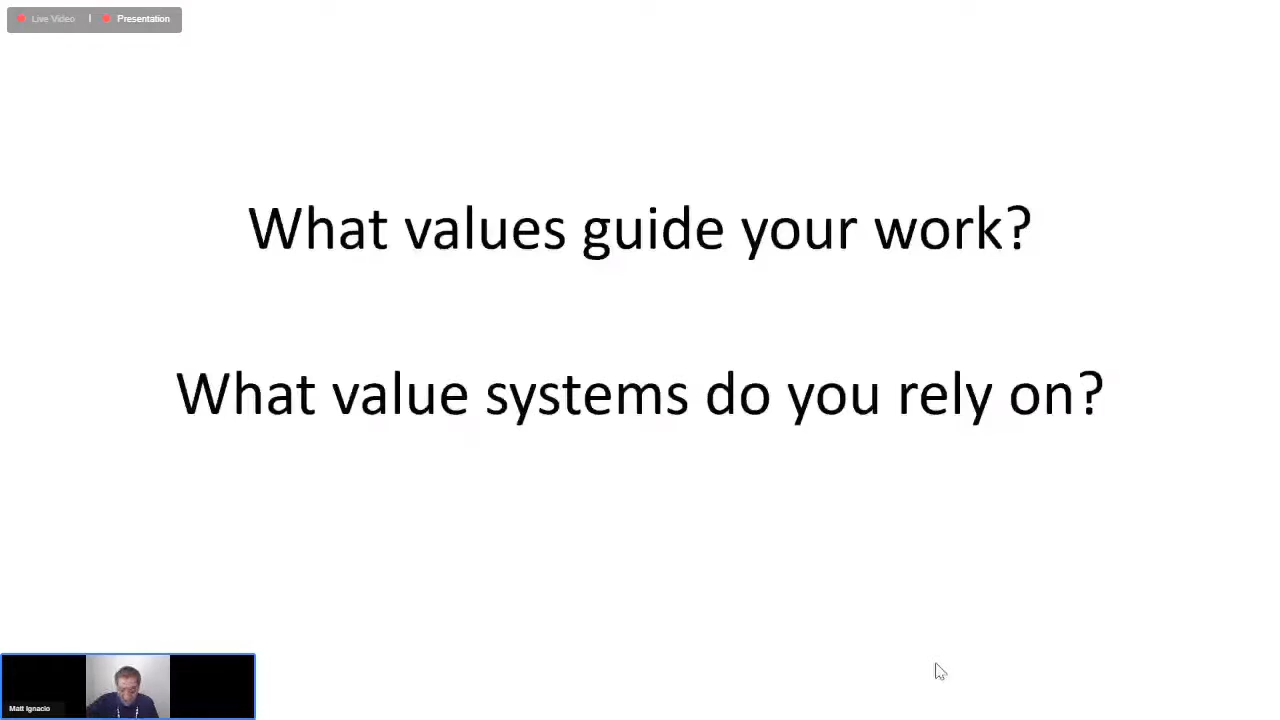 Live Video | Presentation
What values guide your work?
What value systems do you rely on?
Matt Ignacio